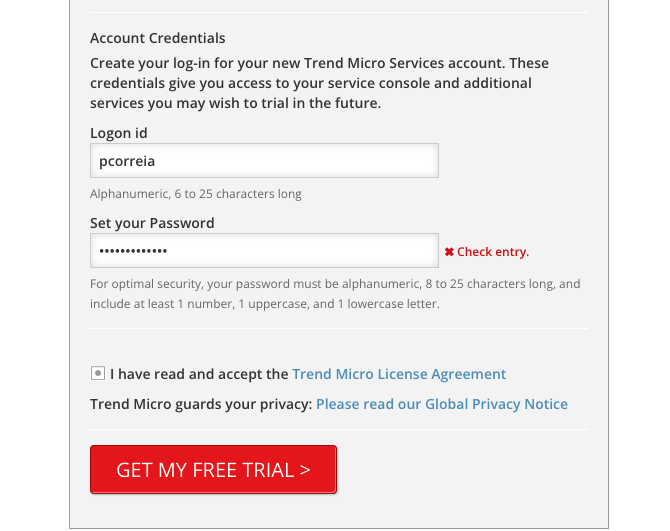 Account Credentials
Create your log-in for your new Trend Micro Services account. These
credentials give you access to your service console and additional
services you may wish to trial in the future.
Logon id
pcorreia
Alphanumeric, 6 to 25 characters long
Set your Password
•••••••••••••
✖ Check entry.
For optimal security, your password must be alphanumeric, 8 to 25 characters long, and
include at least 1 number, 1 uppercase, and 1 lowercase letter.
I have read and accept the Trend Micro License Agreement
Trend Micro guards your privacy: Please read our Global Privacy Notice
GET MY FREE TRIAL >